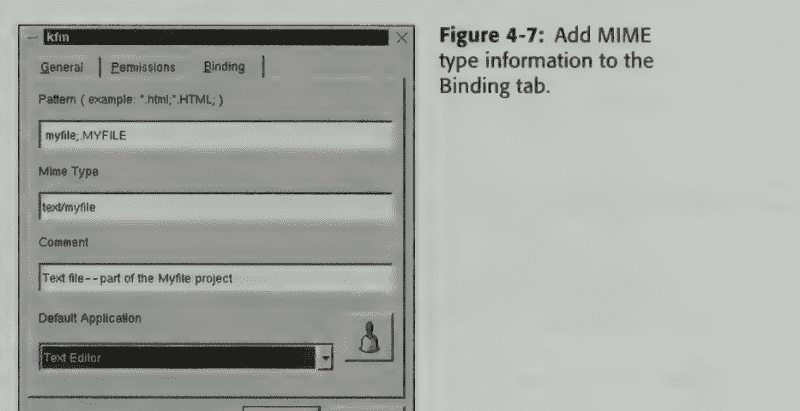 kfm
General Permissions Binding
Pattern ( example: *.html;*.HTML; )
myfile;.MYFILE
Mime Type
text/myfile
Comment
Text file--part of the Myfile project
Default Application
Text Editor
Figure 4-7: Add MIME
type information to the
Binding tab.